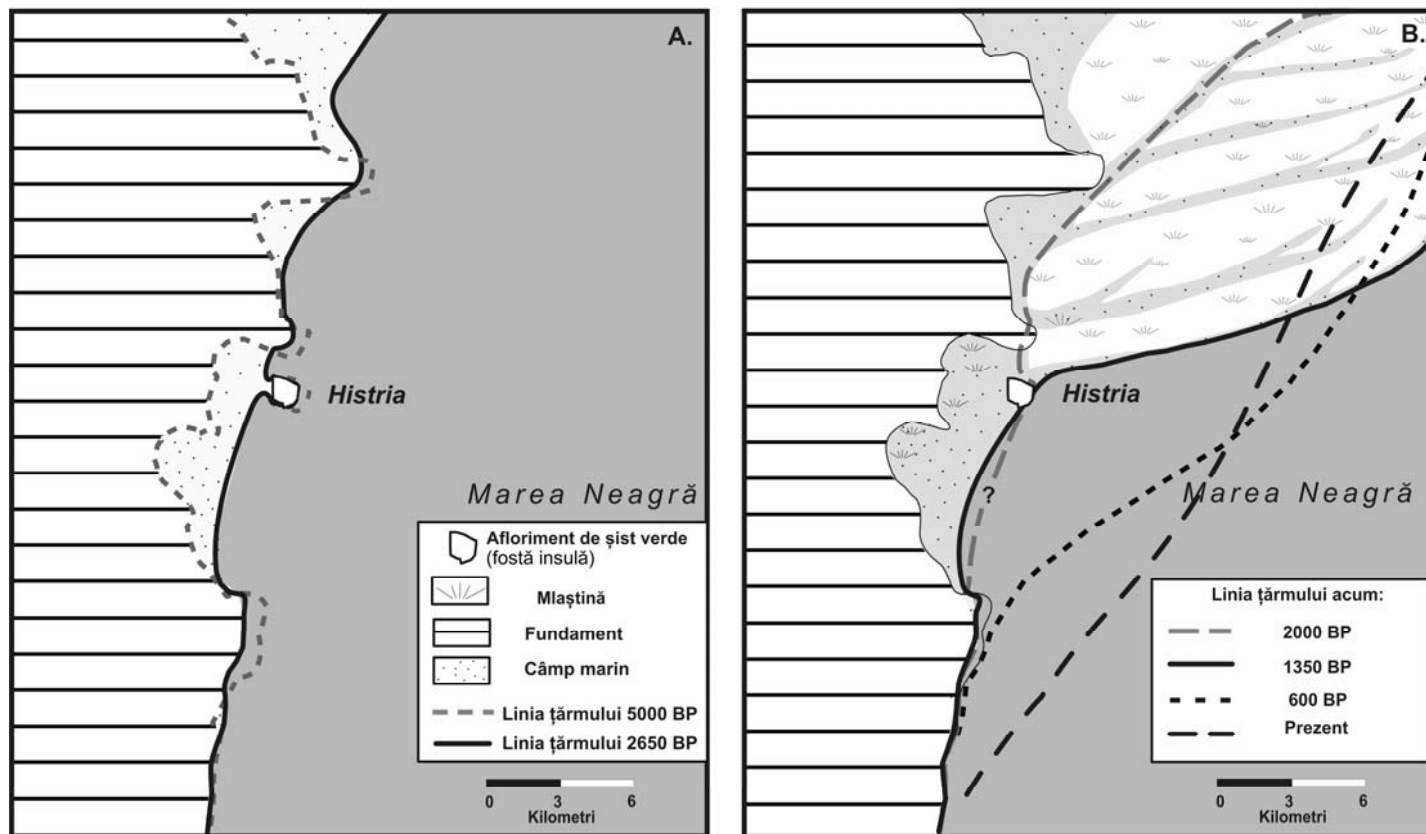 A.
Histria
Marea Neagră
Afloriment de șist verde
(fostă insulă)
Mlaștină
Fundament
Câmp marin
Linia țărmului 5000 BP
Linia țărmului 2650 BP
0 3 6
Kilometri
B.
Histria
?
Marea Neagră
Linia țărmului acum:
2000 BP
1350 BP
600 BP
Prezent
0 3 6
Kilometri